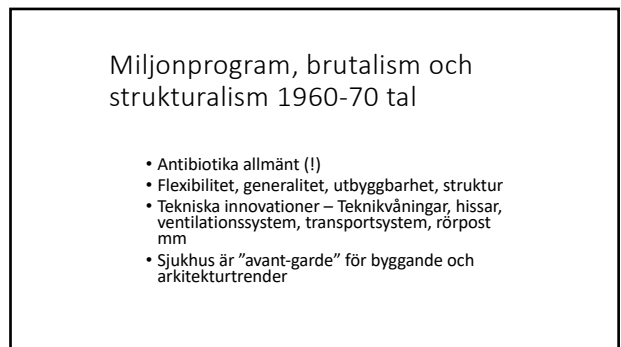 Miljonprogram, brutalism och
strukturalism 1960-70 tal
• Antibiotika allmänt (!)
• Flexibilitet, generalitet, utbyggbarhet, struktur
• Tekniska innovationer – Teknikvåningar, hissar,
ventilationssystem, transportsystem, rörpost
mm
• Sjukhus är ”avant-garde” för byggande och
arkitekturtrender